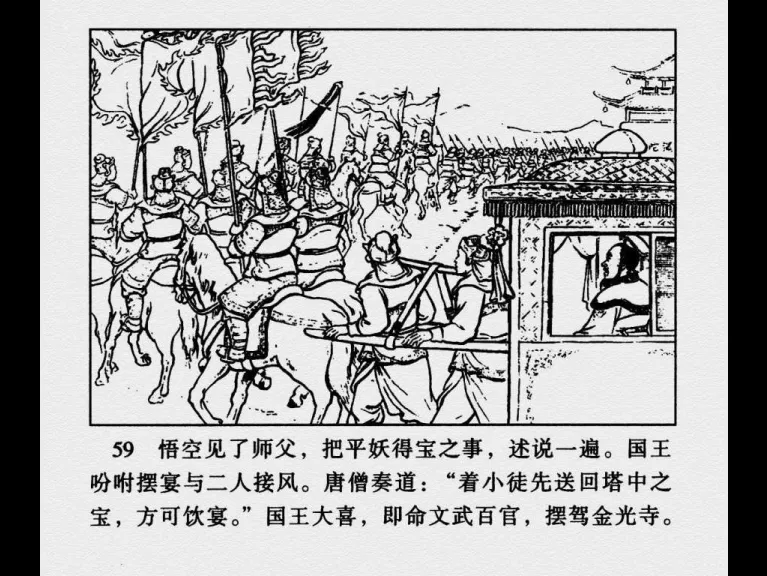 59 悟空见了师父，把平妖得宝之事，述说一遍。国王
吩咐摆宴与二人接风。唐僧奏道：“着小徒先送回塔中之
宝，方可饮宴。”国王大喜，即命文武百官，摆驾金光寺。